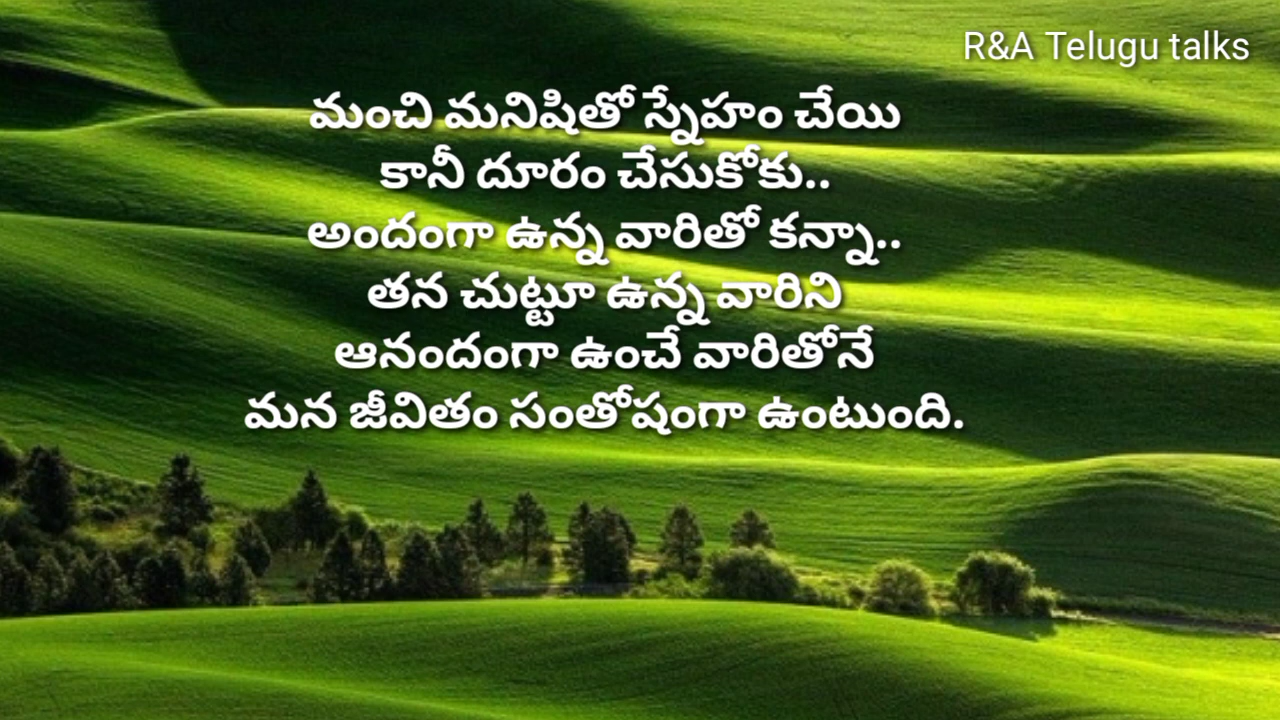 R&A Telugu talks
మంచి మనిషితో స్నేహం చేయి
కానీ దూరం చేసుకోకు..
అందంగా ఉన్న వారితో కన్నా..
తన చుట్టూ ఉన్న వారిని
ఆనందంగా ఉంచే వారితోనే
మన జీవితం సంతోషంగా ఉంటుంది.